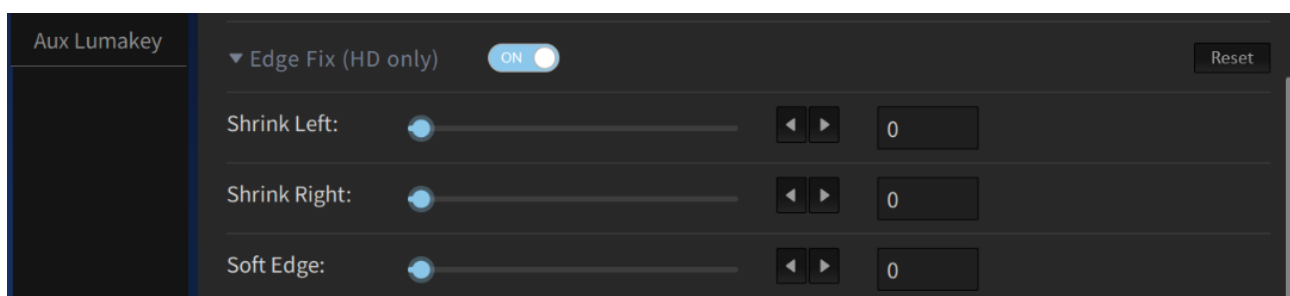 Aux Lumakey
Edge Fix (HD only) ON Reset
Shrink Left: 0
Shrink Right: 0
Soft Edge: 0